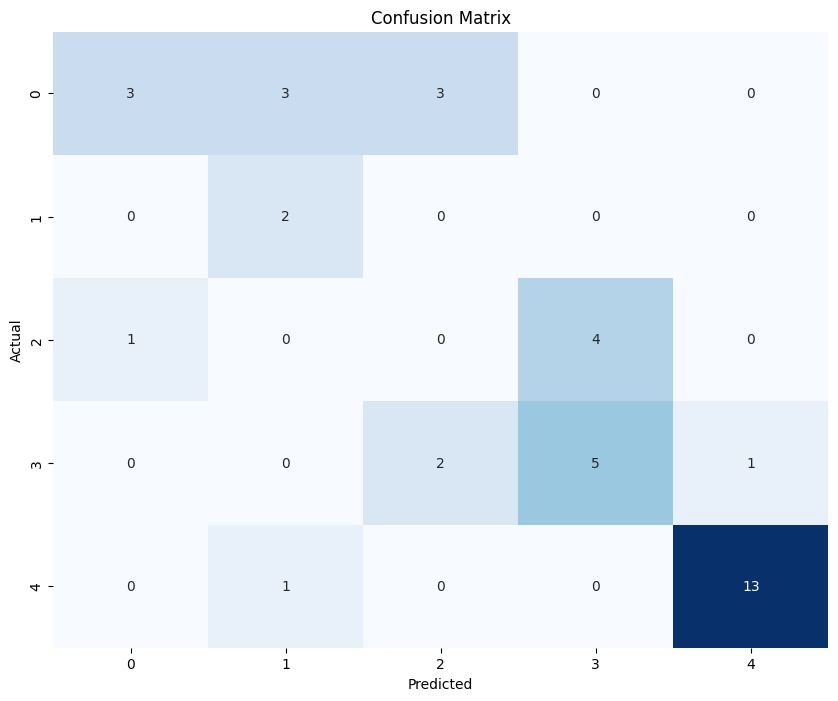 Confusion Matrix
0 3 3 3 0 0
1 0 2 0 0 0
2 1 0 0 4 0
3 0 0 2 5 1
4 0 1 0 0 13
0 1 2 3 4
Actual
Predicted